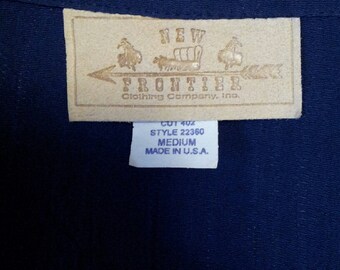 NEW
FRONTIER
Clothing Company, Inc.
CUT 402
STYLE 22360
MEDIUM
MADE IN U.S.A.